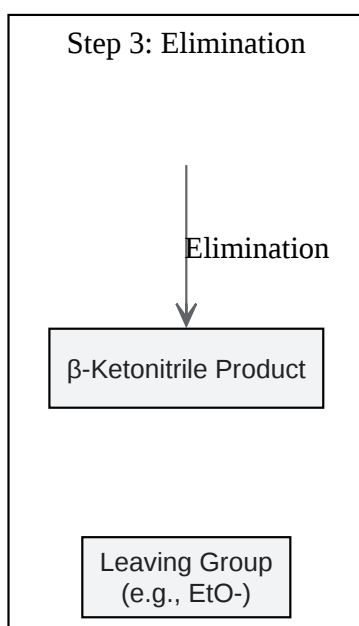 Step 3: Elimination
Elimination
β-Ketonitrile Product
Leaving Group
(e.g., EtO-)